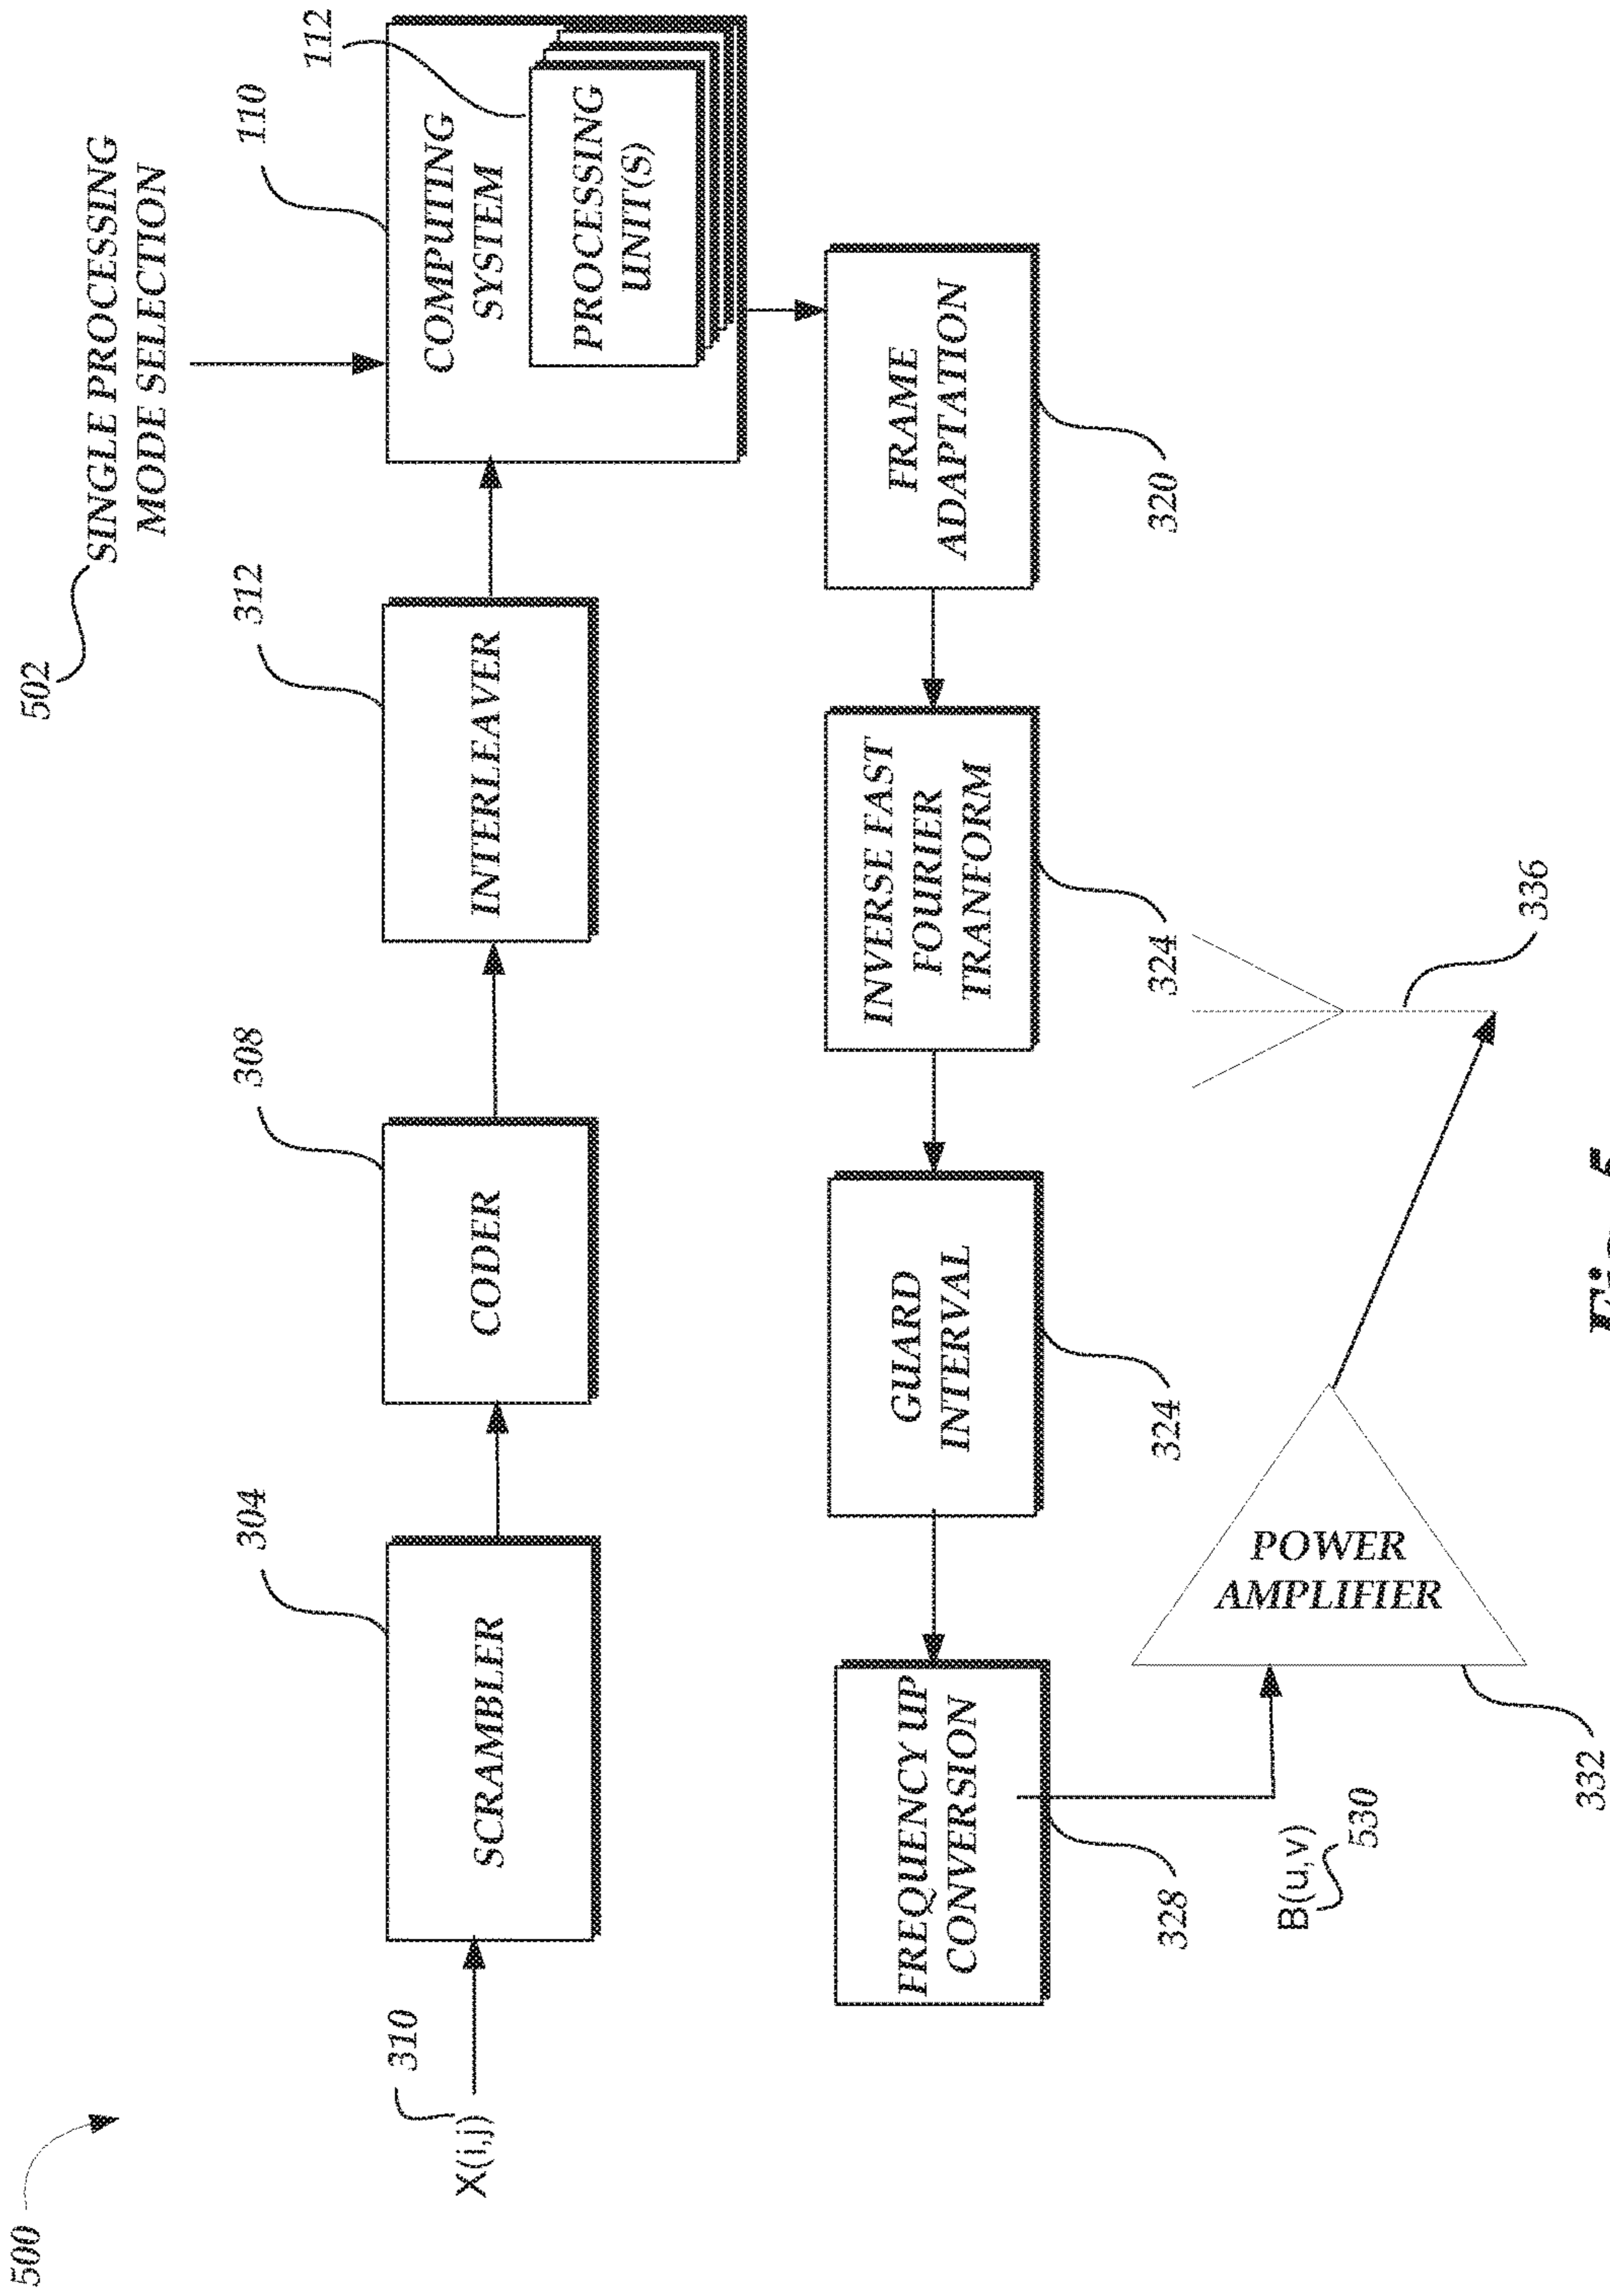 500
502
SINGLE PROCESSING
MODE SELECTION
X(i,j)
310
304
SCRAMBLER
308
CODER
312
INTERLEAVER
110
COMPUTING
SYSTEM
112
PROCESSING
UNIT(S)
FREQUENCY UP
CONVERSION
328
GUARD
INTERVAL
324
INVERSE FAST
FOURIER
TRANFORM
324
FRAME
ADAPTATION
320
B(u,v)
530
POWER
AMPLIFIER
332
336